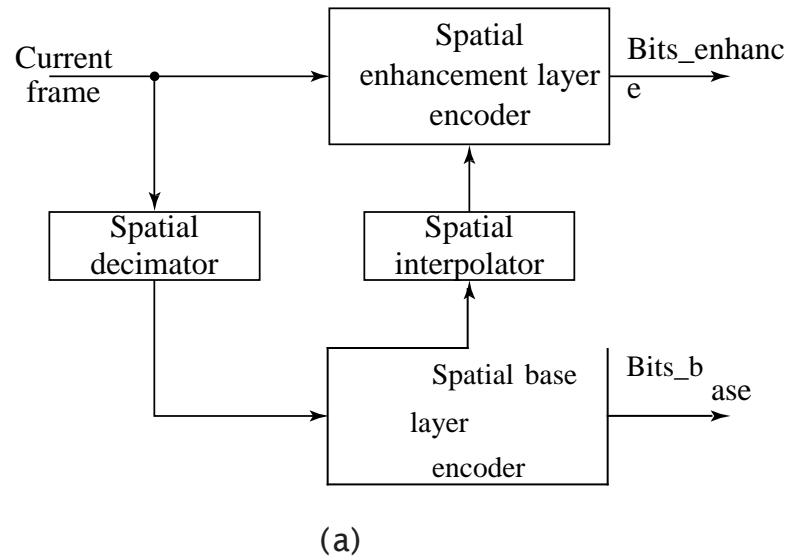 Current
frame
Spatial
enhancement layer
encoder
Bits_enhanc
e
Spatial
decimator
Spatial
interpolator
Spatial base
layer
encoder
Bits_b
ase
(a)